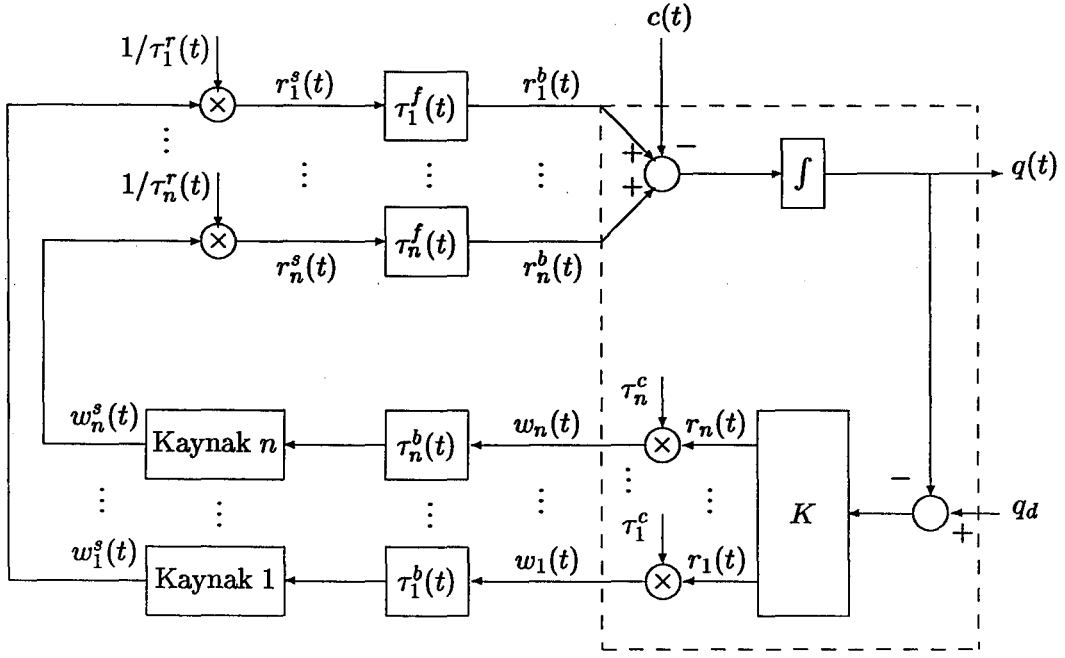 c(t)
1/τ₁ʳ(t)
× r₁ˢ(t) τ₁ᶠ(t) r₁ᵇ(t)
⋮
+ −
∫ q(t)
1/τₙʳ(t) ⋮ ⋮ ⋮ +
× rₙˢ(t) τₙᶠ(t) rₙᵇ(t)
τₙᶜ
wₙˢ(t) Kaynak n τₙᵇ(t) wₙ(t) × rₙ(t)
−
⋮ ⋮ ⋮ ⋮ ⋮ ⋮ K q_d
τ₁ᶜ +
w₁ˢ(t) Kaynak 1 τ₁ᵇ(t) w₁(t) × r₁(t)